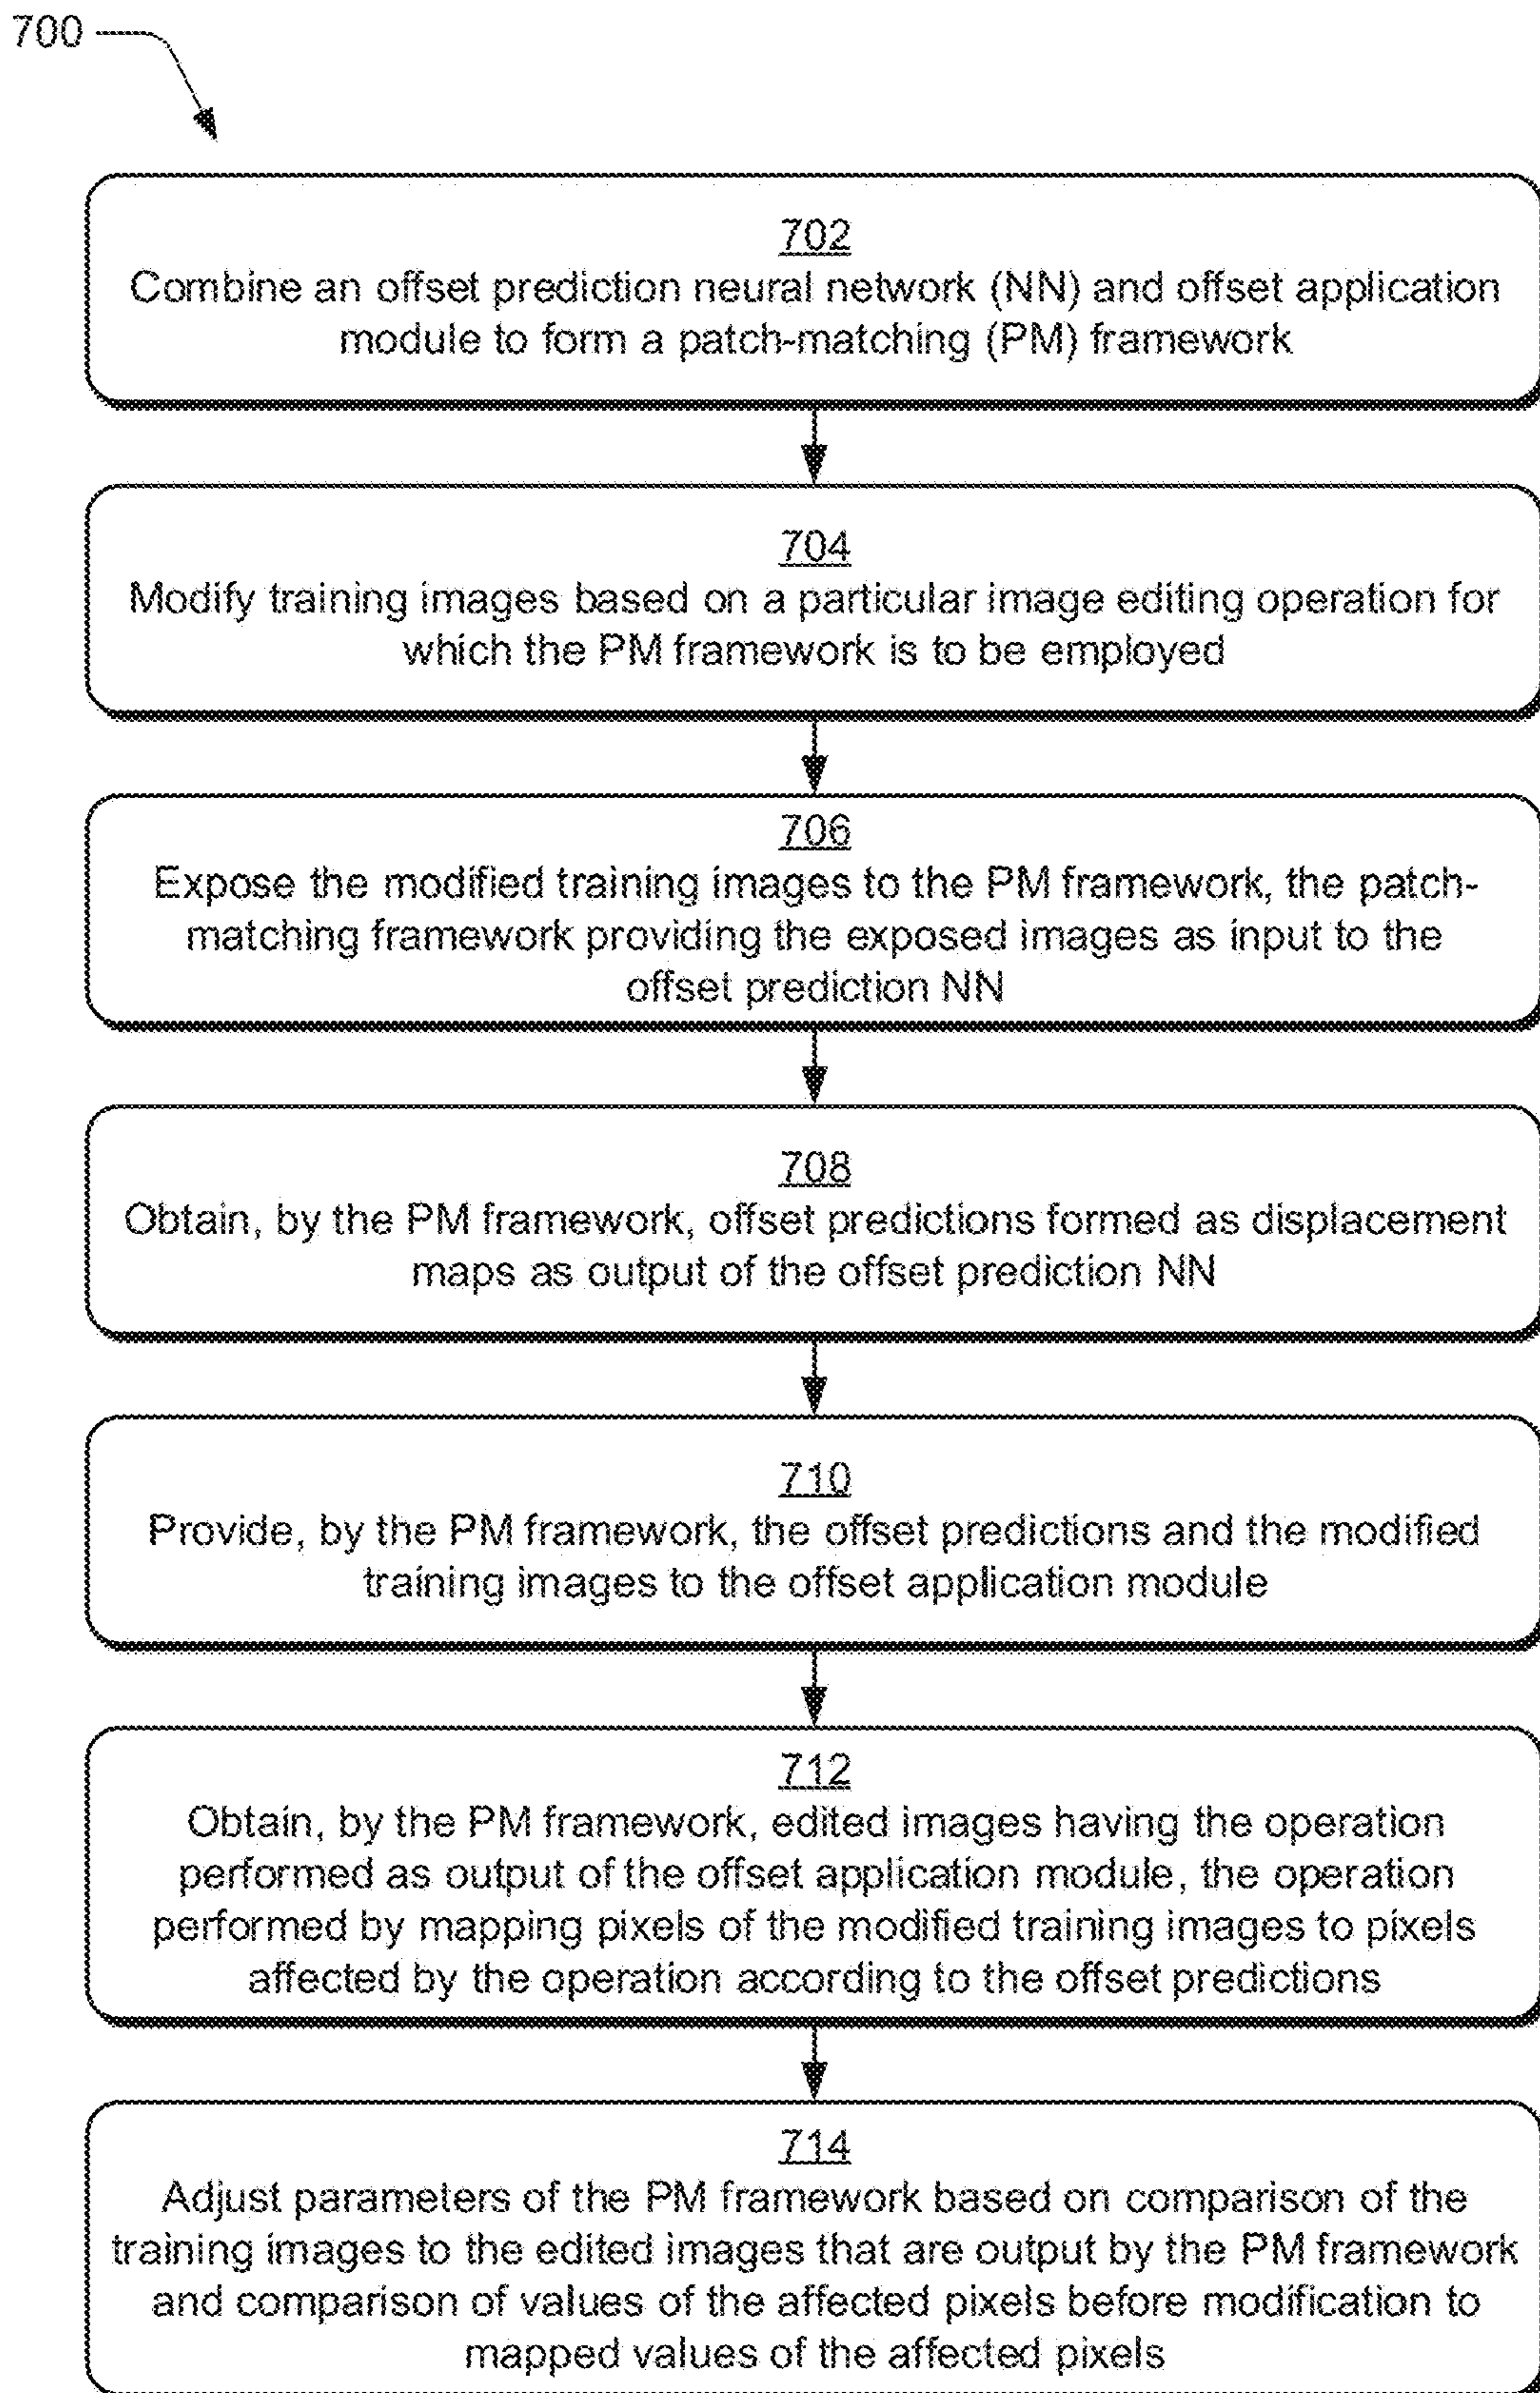 700
702
Combine an offset prediction neural network (NN) and offset application
module to form a patch-matching (PM) framework
704
Modify training images based on a particular image editing operation for
which the PM framework is to be employed
706
Expose the modified training images to the PM framework, the patch-
matching framework providing the exposed images as input to the
offset prediction NN
708
Obtain, by the PM framework, offset predictions formed as displacement
maps as output of the offset prediction NN
710
Provide, by the PM framework, the offset predictions and the modified
training images to the offset application module
712
Obtain, by the PM framework, edited images having the operation
performed as output of the offset application module, the operation
performed by mapping pixels of the modified training images to pixels
affected by the operation according to the offset predictions
714
Adjust parameters of the PM framework based on comparison of the
training images to the edited images that are output by the PM framework
and comparison of values of the affected pixels before modification to
mapped values of the affected pixels